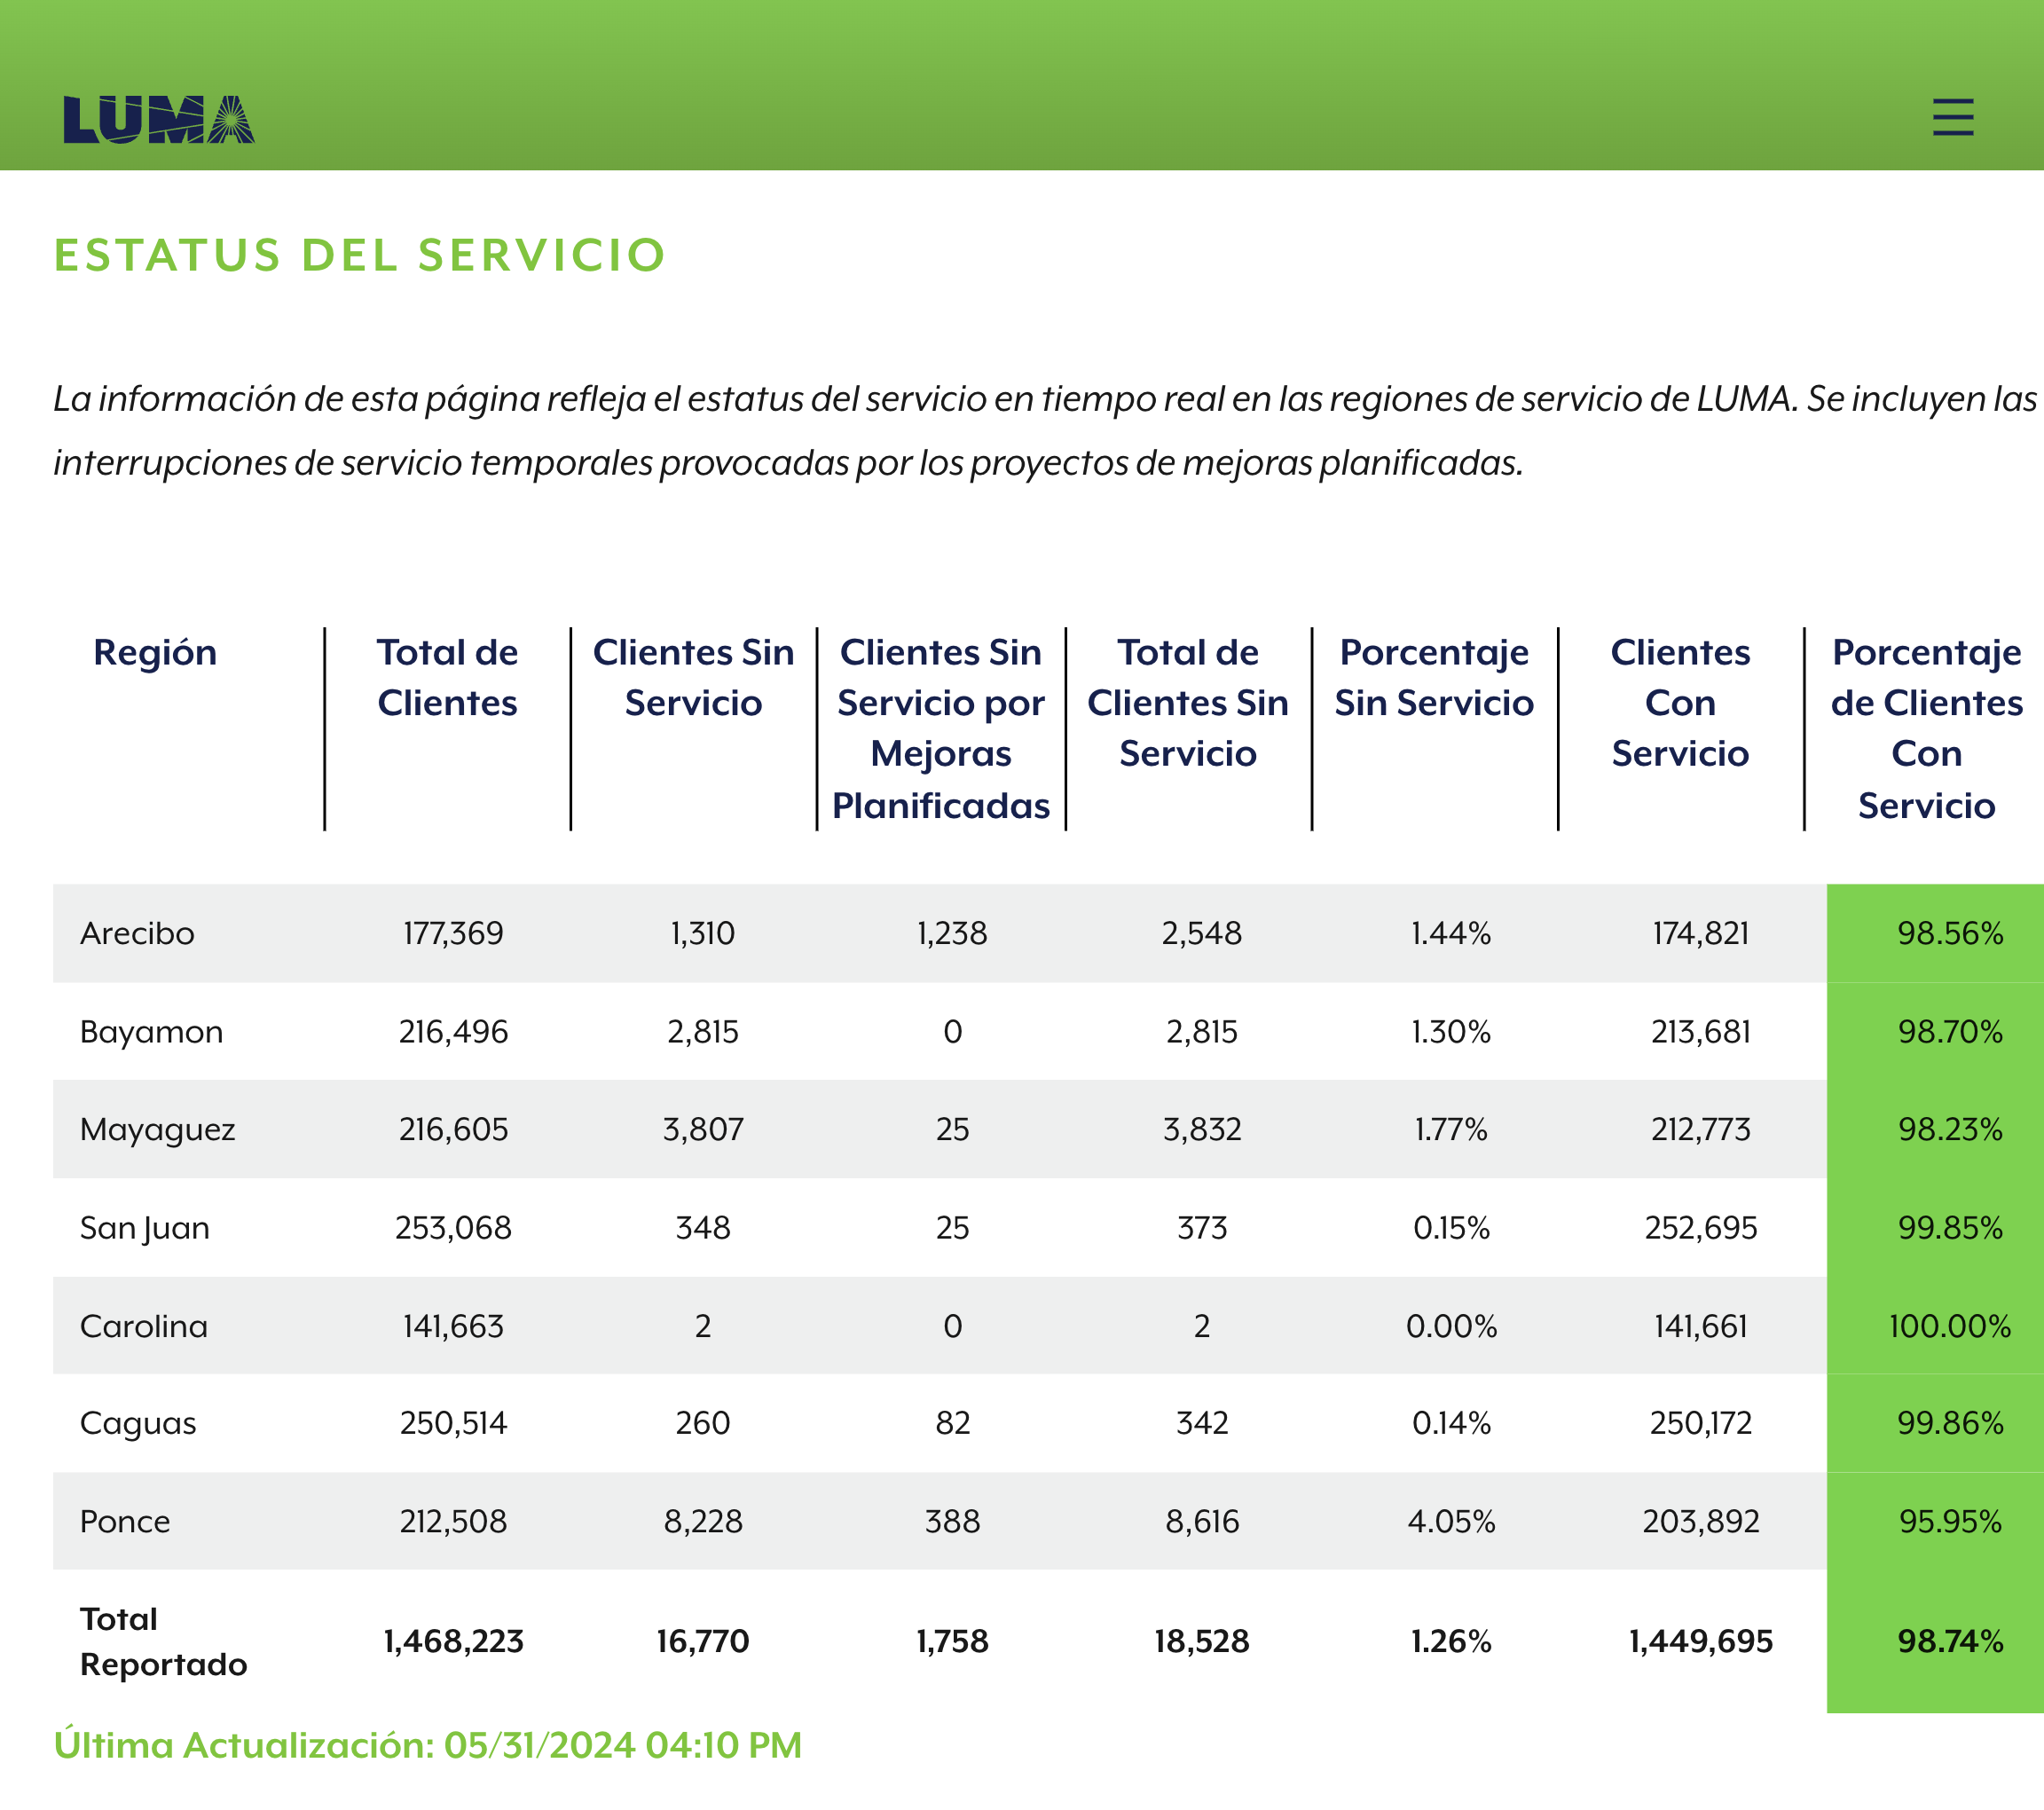 LUMA
ESTATUS DEL SERVICIO
La información de esta página refleja el estatus del servicio en tiempo real en las regiones de servicio de LUMA. Se incluyen las
interrupciones de servicio temporales provocadas por los proyectos de mejoras planificadas.
Región
Total de
Clientes
Clientes Sin
Servicio
Clientes Sin
Servicio por
Mejoras
Planificadas
Total de
Clientes Sin
Servicio
Porcentaje
Sin Servicio
Clientes
Con
Servicio
Porcentaje
de Clientes
Con
Servicio
Arecibo 177,369 1,310 1,238 2,548 1.44% 174,821 98.56%
Bayamon 216,496 2,815 0 2,815 1.30% 213,681 98.70%
Mayaguez 216,605 3,807 25 3,832 1.77% 212,773 98.23%
San Juan 253,068 348 25 373 0.15% 252,695 99.85%
Carolina 141,663 2 0 2 0.00% 141,661 100.00%
Caguas 250,514 260 82 342 0.14% 250,172 99.86%
Ponce 212,508 8,228 388 8,616 4.05% 203,892 95.95%
Total
Reportado
1,468,223 16,770 1,758 18,528 1.26% 1,449,695 98.74%
Última Actualización: 05/31/2024 04:10 PM